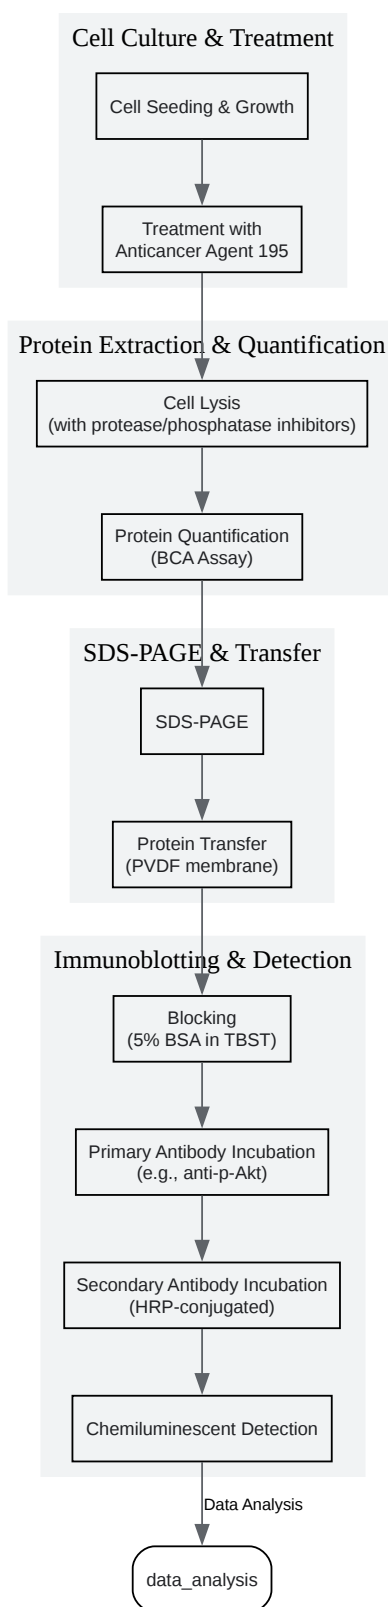 Cell Culture & Treatment
Cell Seeding & Growth
Treatment with
Anticancer Agent 195
Protein Extraction & Quantification
Cell Lysis
(with protease/phosphatase inhibitors)
Protein Quantification
(BCA Assay)
SDS-PAGE & Transfer
SDS-PAGE
Protein Transfer
(PVDF membrane)
Immunoblotting & Detection
Blocking
(5% BSA in TBST)
Primary Antibody Incubation
(e.g., anti-p-Akt)
Secondary Antibody Incubation
(HRP-conjugated)
Chemiluminescent Detection
Data Analysis
data_analysis